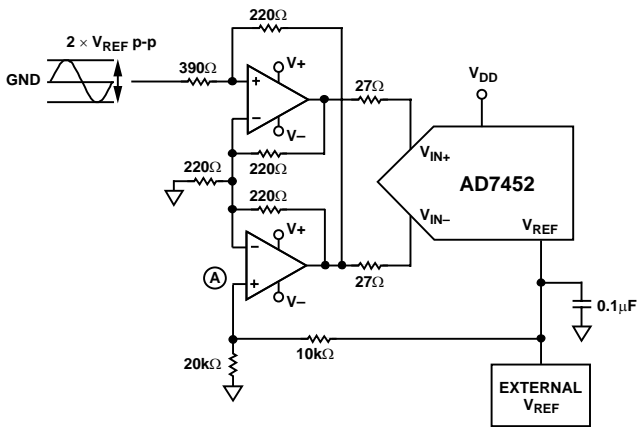 220Ω
2 × VREF p-p
GND
390Ω
V+
+
–
V–
27Ω
VDD
VIN+
AD7452
VIN–
VREF
220Ω
220Ω
220Ω
V+
–
+
V–
A
27Ω
0.1μF
20kΩ
10kΩ
EXTERNAL
VREF